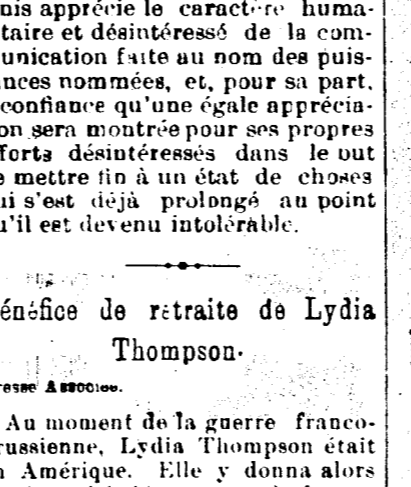 nis apprécie le caractère huma-
taire et désintéressé de la com-
unication faite au nom des puis-
nces nommées, et, pour sa part,
confiance qu'une égale apprécia-
on sera montrée pour ses propres
forts désintéressés dans le out
e mettre fin à un état de choses
ui s'est déjà prolongé au point
u'il est devenu intolérable.
énéfice de retraite de Lydia
Thompson.
resse Associee.
Au moment de la guerre franco-
russienne, Lydia Thompson était
n Amérique. Elle y donna alors